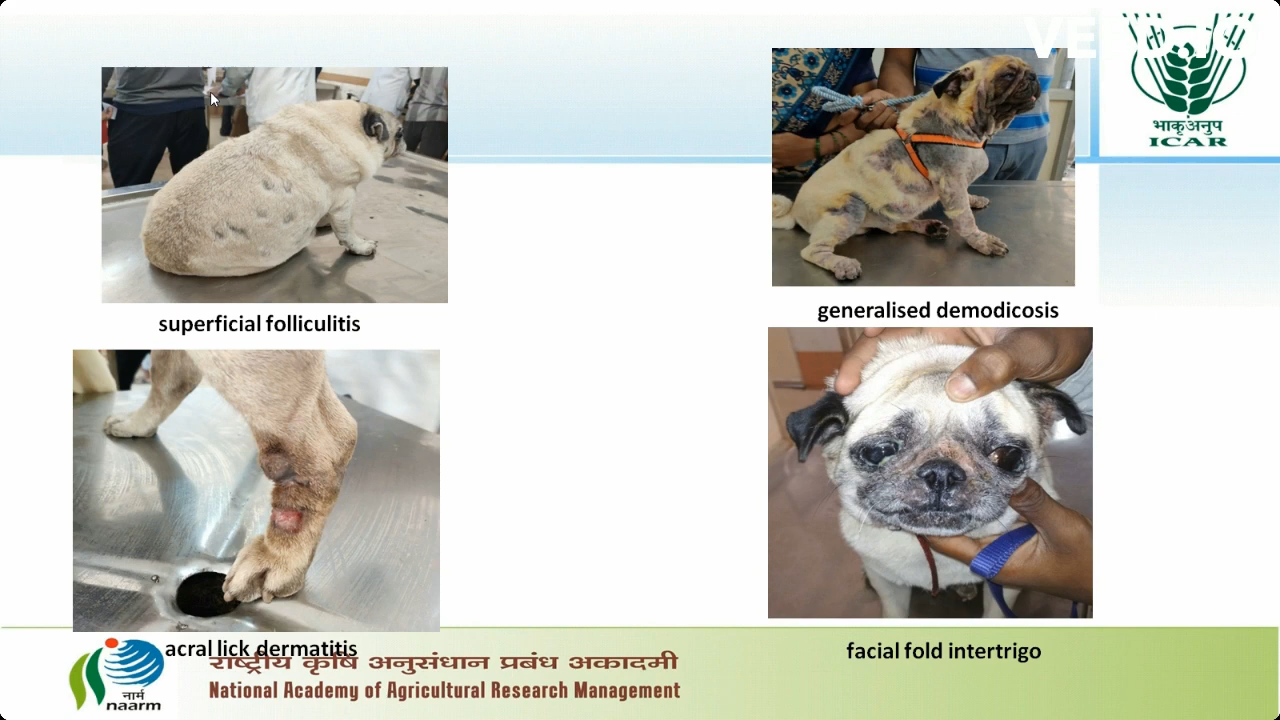 भाकृअनुप
ICAR
superficial folliculitis
generalised demodicosis
acral lick dermatitis
facial fold intertrigo
राष्ट्रीय कृषि अनुसंधान प्रबंध अकादमी
National Academy of Agricultural Research Management
नार्म
naarm